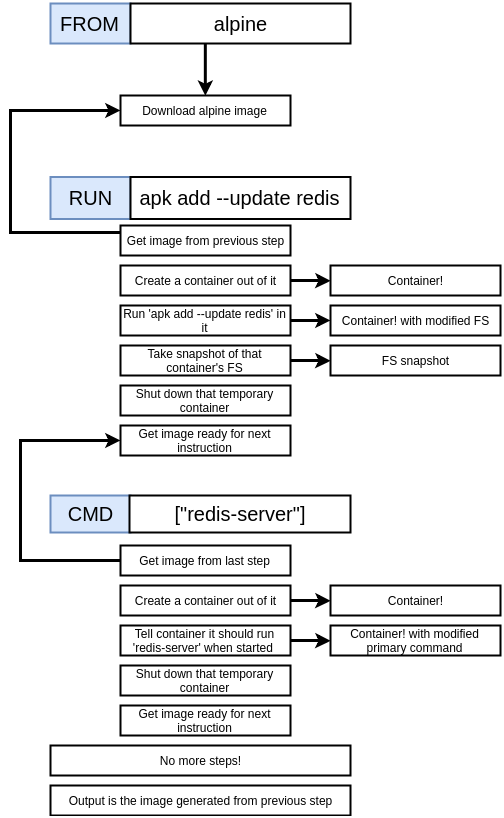 FROM alpine
Download alpine image
RUN apk add --update redis
Get image from previous step
Create a container out of it
Container!
Run 'apk add --update redis' in
it
Container! with modified FS
Take snapshot of that
container's FS
FS snapshot
Shut down that temporary
container
Get image ready for next
instruction
CMD ["redis-server"]
Get image from last step
Create a container out of it
Container!
Tell container it should run
'redis-server' when started
Container! with modified
primary command
Shut down that temporary
container
Get image ready for next
instruction
No more steps!
Output is the image generated from previous step